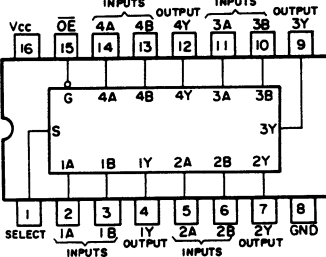 INPUTS OUTPUT INPUTS OUTPUT
Vcc OE 4A 4B 4Y 3A 3B 3Y
16 15 14 13 12 11 10 9
G 4A 4B 4Y 3A 3B
S 3Y
1A 1B 1Y 2A 2B 2Y
1 2 3 4 5 6 7 8
SELECT 1A 1B 1Y OUTPUT 2A 2B OUTPUT 2Y GND
INPUTS INPUTS